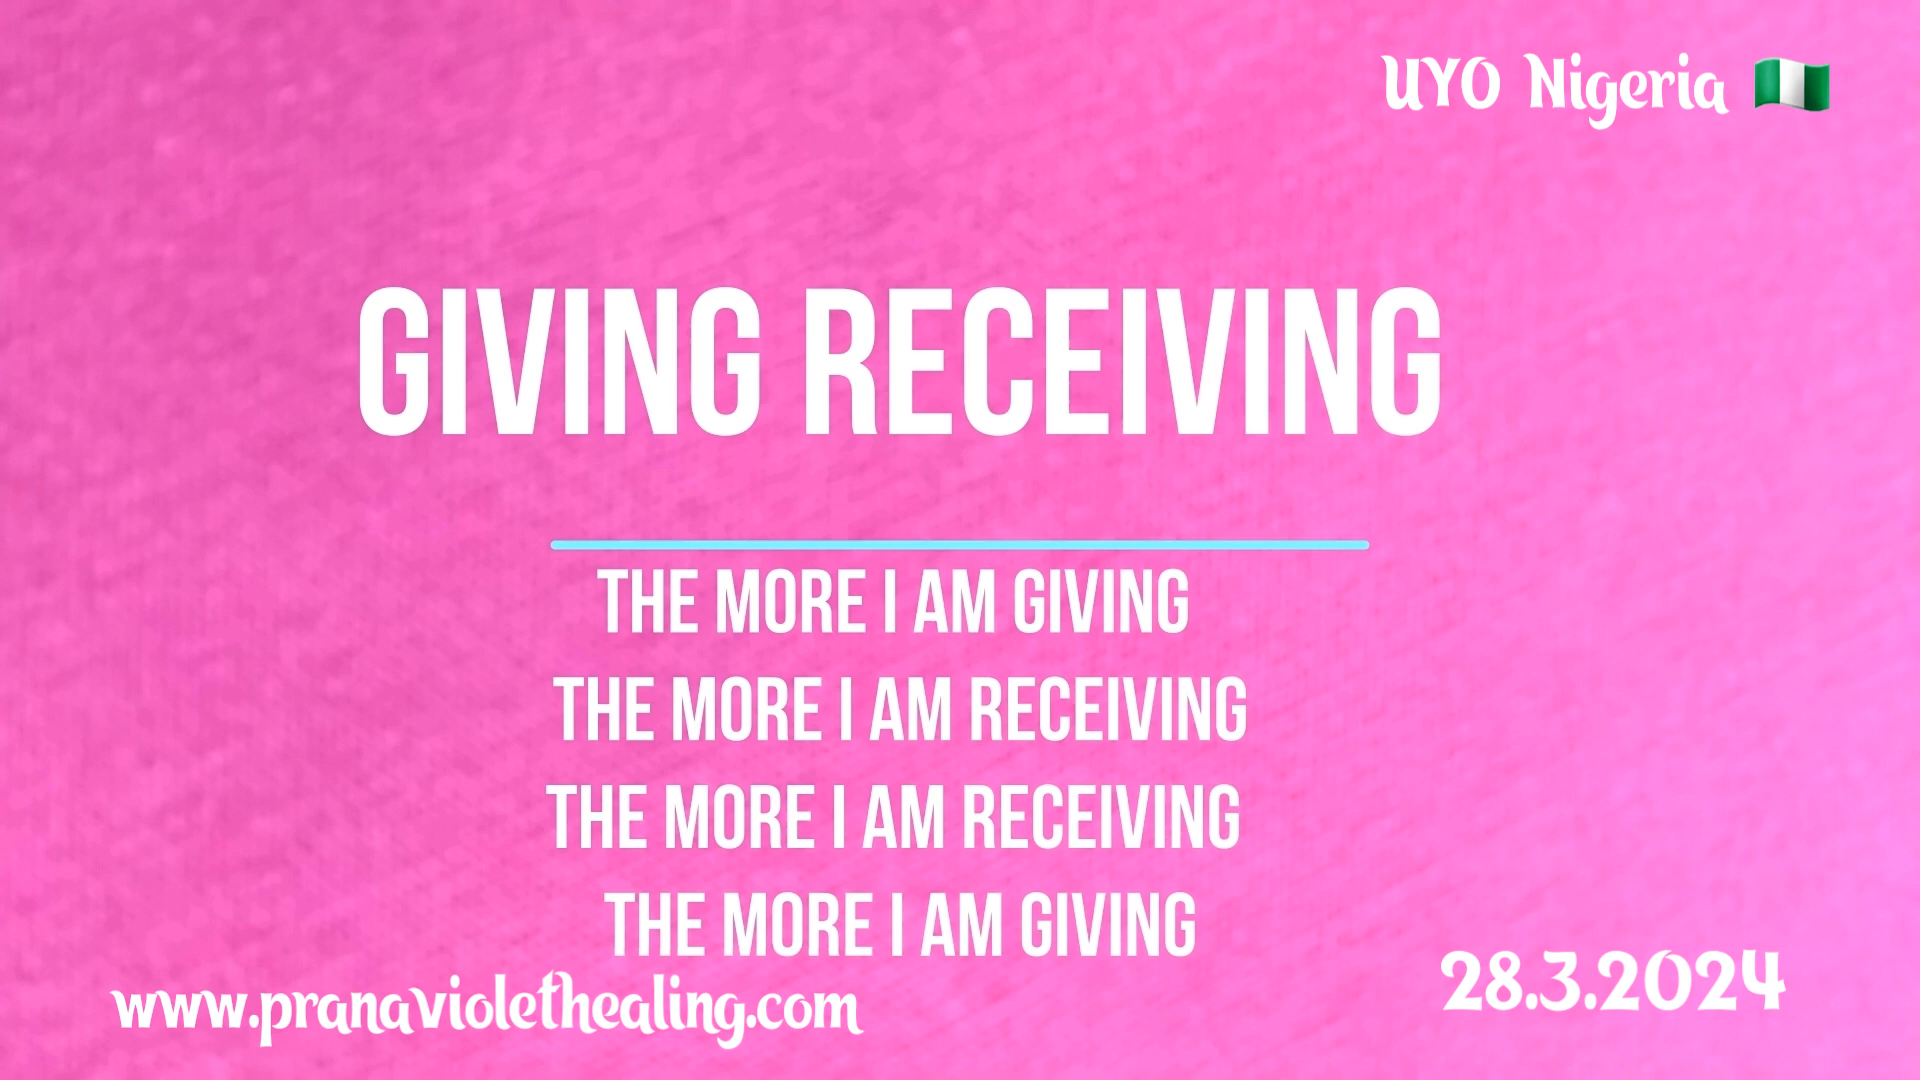 UYO Nigeria 🇳🇬
GIVING RECEIVING
THE MORE I AM GIVING
THE MORE I AM RECEIVING
THE MORE I AM RECEIVING
THE MORE I AM GIVING
www.pranaviolethealing.com
28.3.2024